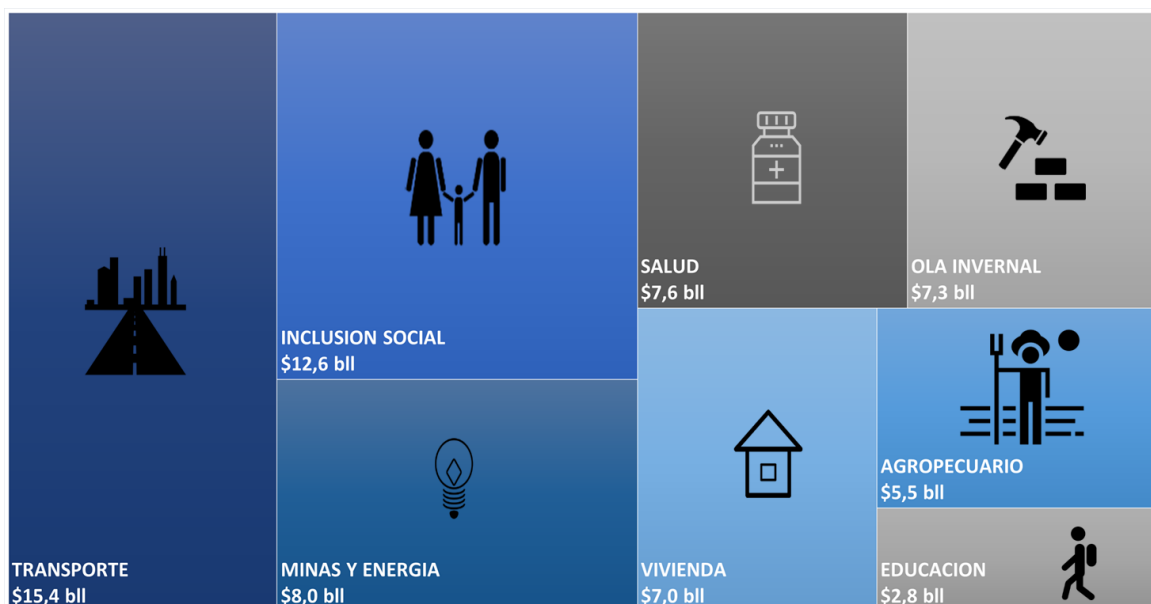 TRANSPORTE
$15,4 bll
INCLUSION SOCIAL
$12,6 bll
MINAS Y ENERGIA
$8,0 bll
SALUD
$7,6 bll
OLA INVERNAL
$7,3 bll
VIVIENDA
$7,0 bll
AGROPECUARIO
$5,5 bll
EDUCACION
$2,8 bll